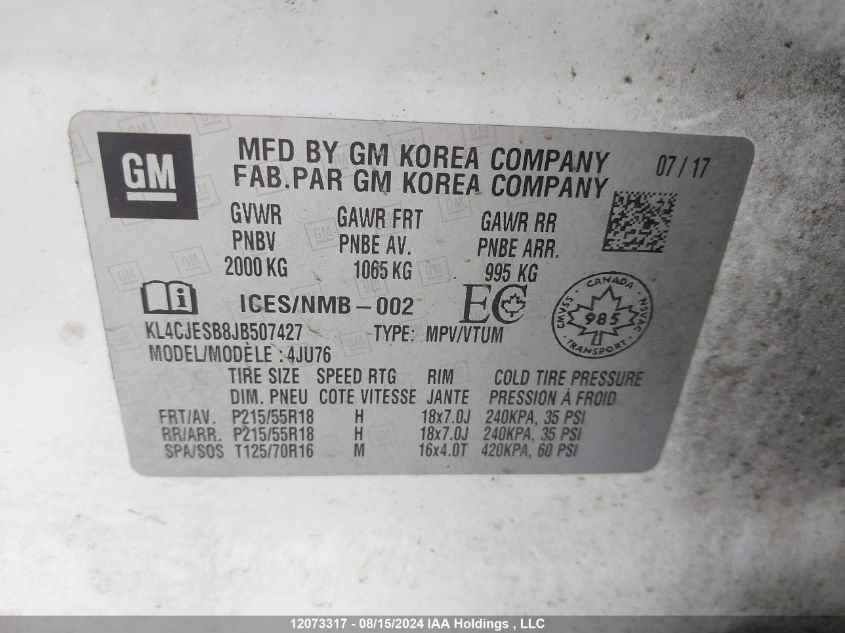 GM
MFD BY GM KOREA COMPANY 07/17
FAB.PAR GM KOREA COMPANY
GVWR GAWR FRT GAWR RR
PNBV PNBE AV. PNBE ARR.
2000 KG 1065 KG 995 KG
ICES/NMB-002 EC
CANADA
CMVSS 985 NSVAC
TRANSPORT
KL4CJESB8JB507427 TYPE: MPV/VTUM
MODEL/MODÈLE : 4JU76
TIRE SIZE SPEED RTG RIM COLD TIRE PRESSURE
DIM. PNEU COTE VITESSE JANTE PRESSION À FROID
FRT/AV. P215/55R18 H 18x7.0J 240KPA, 35 PSI
RR/ARR. P215/55R18 H 18x7.0J 240KPA, 35 PSI
SPA/SOS T125/70R16 M 16x4.0T 420KPA, 60 PSI
12073317 - 08/15/2024 IAA Holdings , LLC